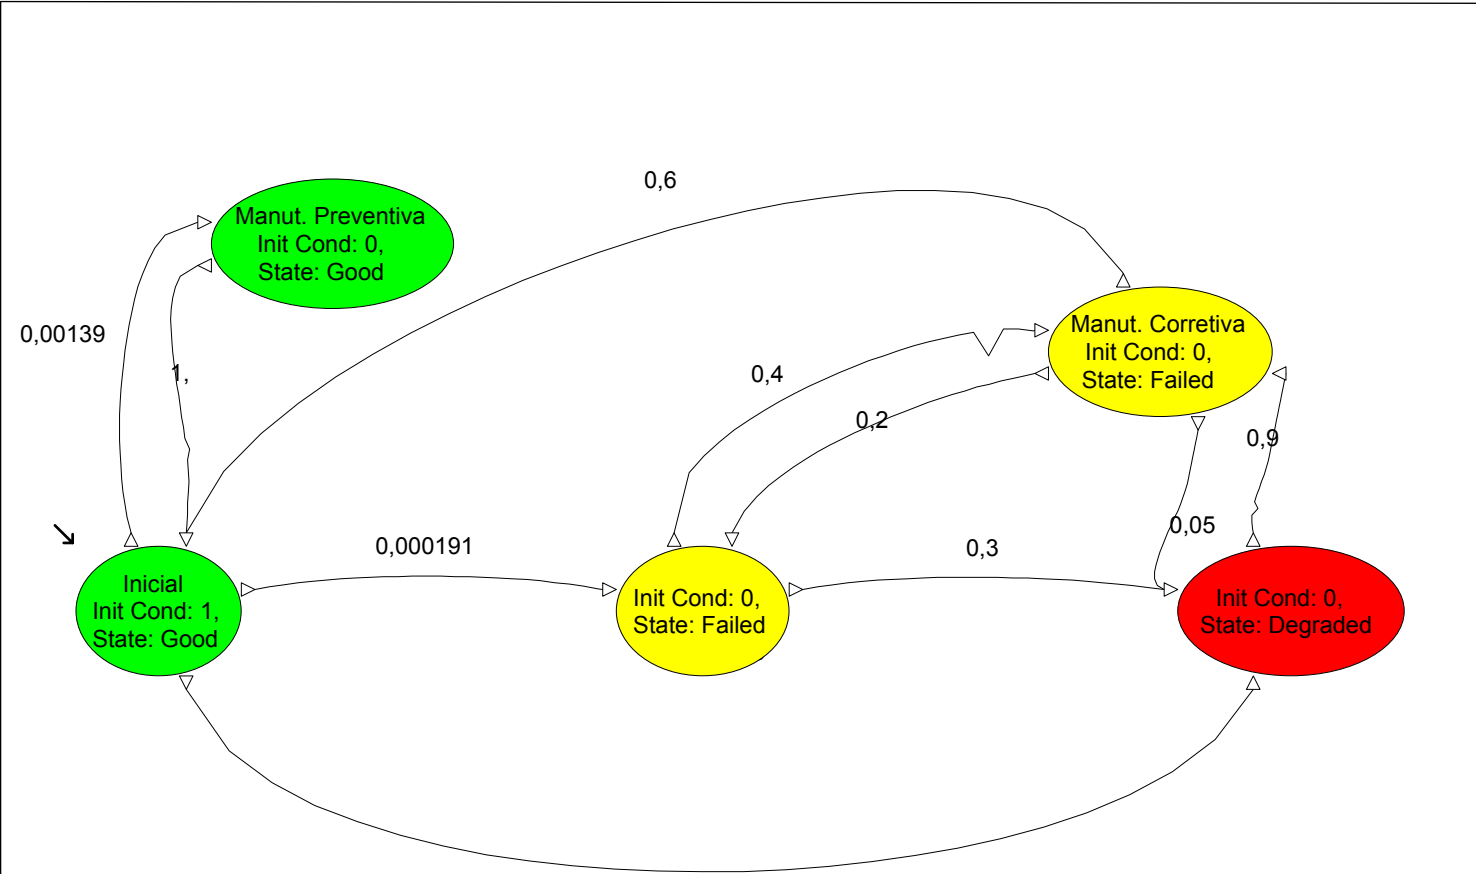 0,6
Manut. Preventiva
Init Cond: 0,
State: Good
0,00139
1,
Manut. Corretiva
Init Cond: 0,
State: Failed
0,4
0,2
0,9
0,05
0,000191
0,3
Inicial
Init Cond: 1,
State: Good
Init Cond: 0,
State: Failed
Init Cond: 0,
State: Degraded